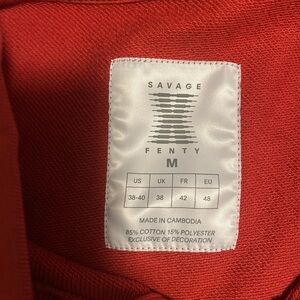 SAVAGE
FENTY
M
US UK FR EU
38-40 38 42 48
MADE IN CAMBODIA
85% COTTON 15% POLYESTER
EXCLUSIVE OF DECORATION